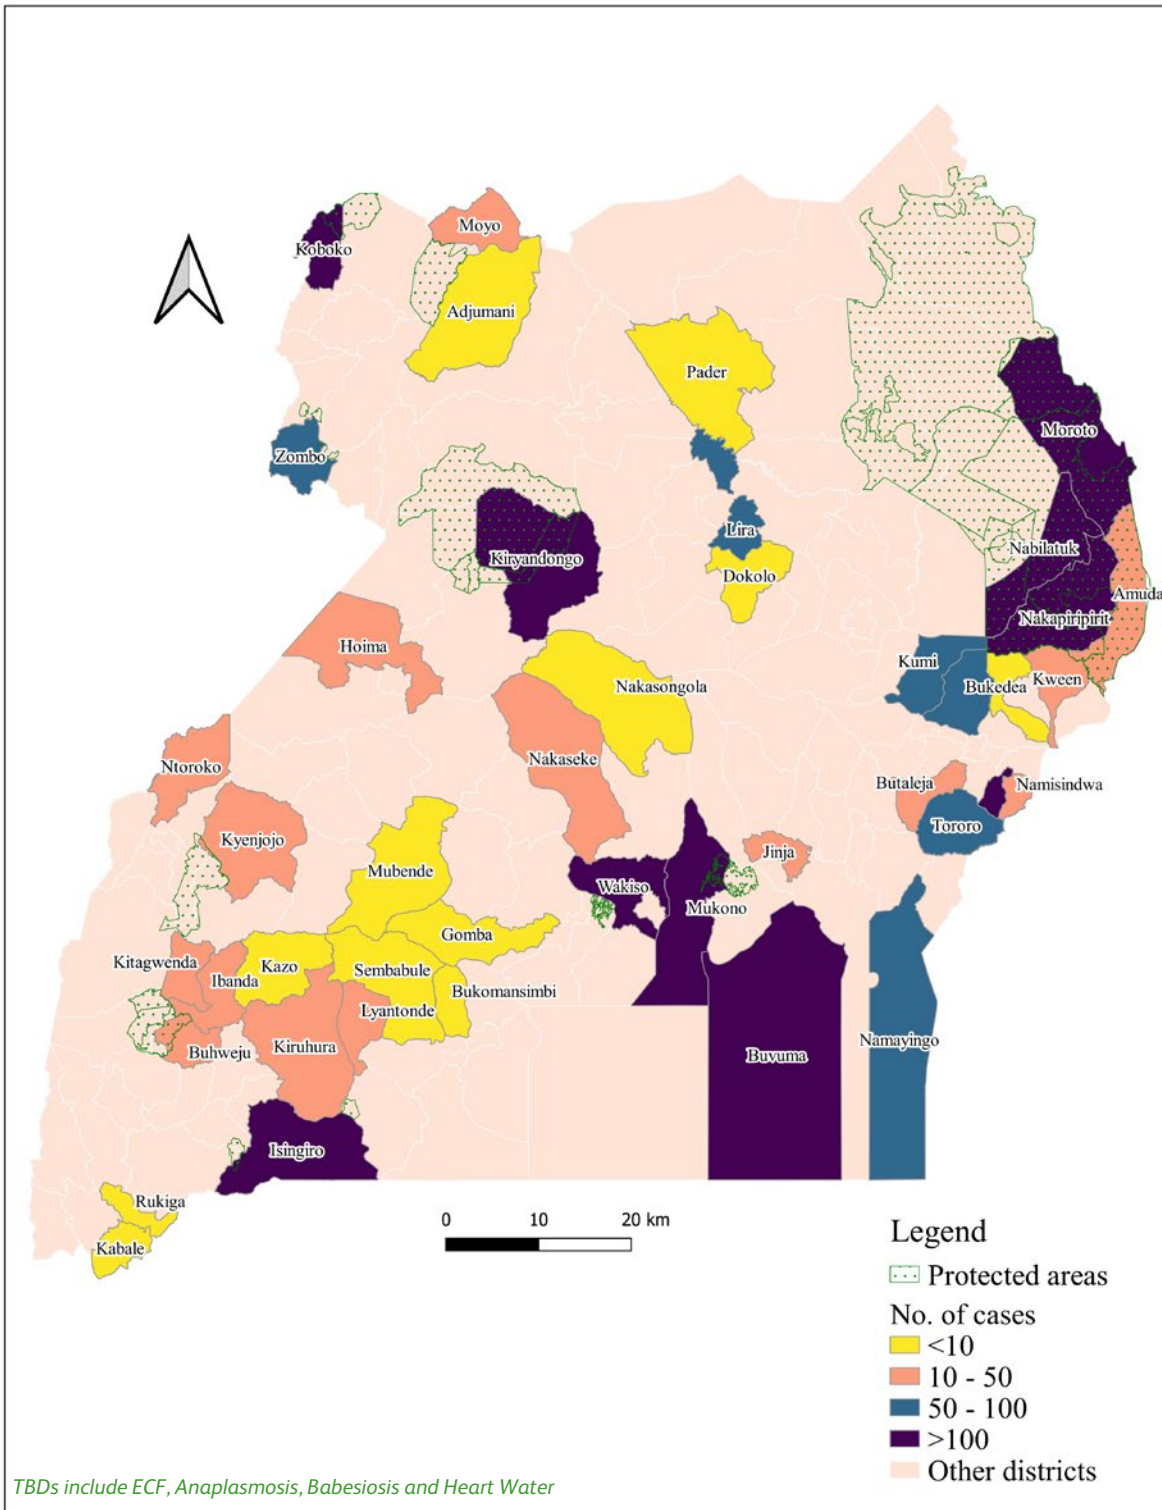 Moyo
Koboko
Adjumani
Pader
Moroto
Zombo
Lira
Nabilatuk
Kiryandongo
Dokolo
Amuda
Nakapiripirit
Hoima
Kumi
Kween
Nakasongola
Bukedea
Nakaseke
Ntoroko
Butaleja
Namisindwa
Tororo
Kyenjojo
Jinja
Mubende
Wakiso
Mukono
Gomba
Kitagwenda
Kazo
Sembabule
Ibanda
Bukomansimbi
Lyantonde
Namayingo
Kiruhura
Buhweju
Buvuma
Isingiro
Rukiga
Kabale
0 10 20 km
Legend
Protected areas
No. of cases
<10
10 - 50
50 - 100
>100
Other districts
TBDs include ECF, Anaplasmosis, Babesiosis and Heart Water